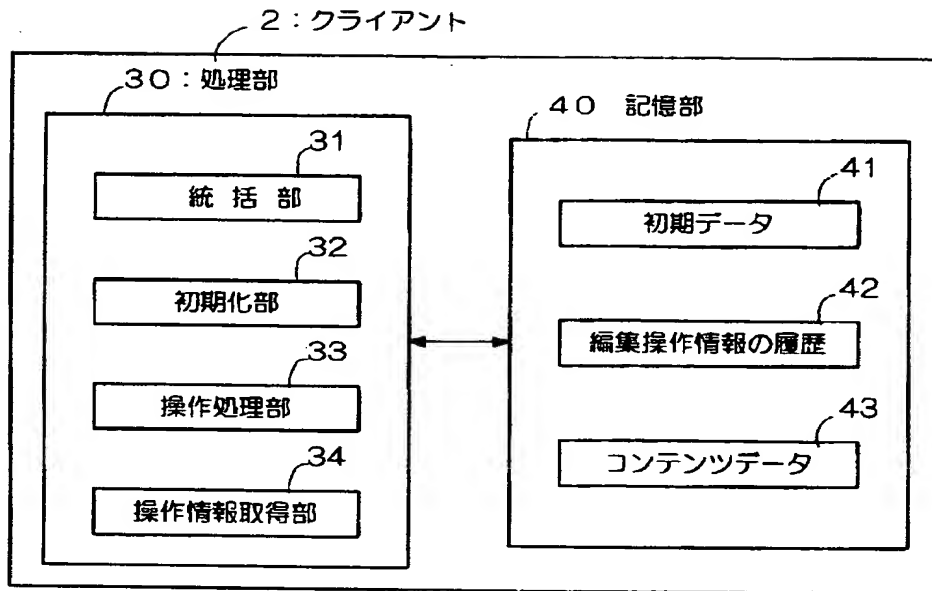 2：クライアント
30：処理部
31
統括部
32
初期化部
33
操作処理部
34
操作情報取得部
40 記憶部
41
初期データ
42
編集操作情報の履歴
43
コンテンツデータ